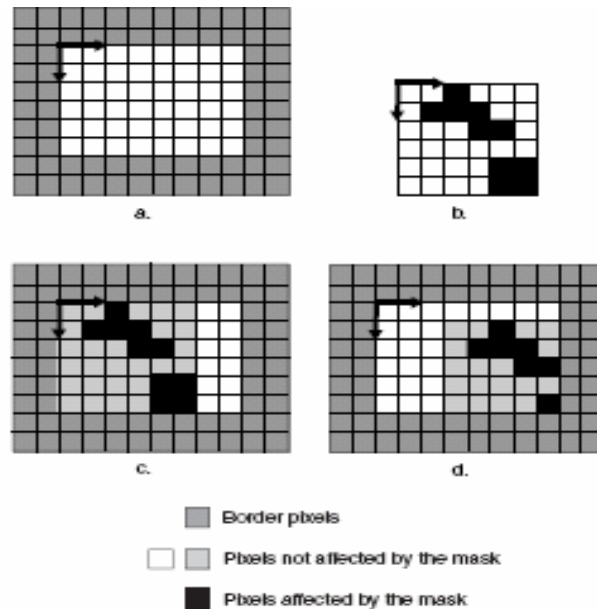 a.
b.
c.
d.
Border pixels
Pixels not affected by the mask
Pixels affected by the mask